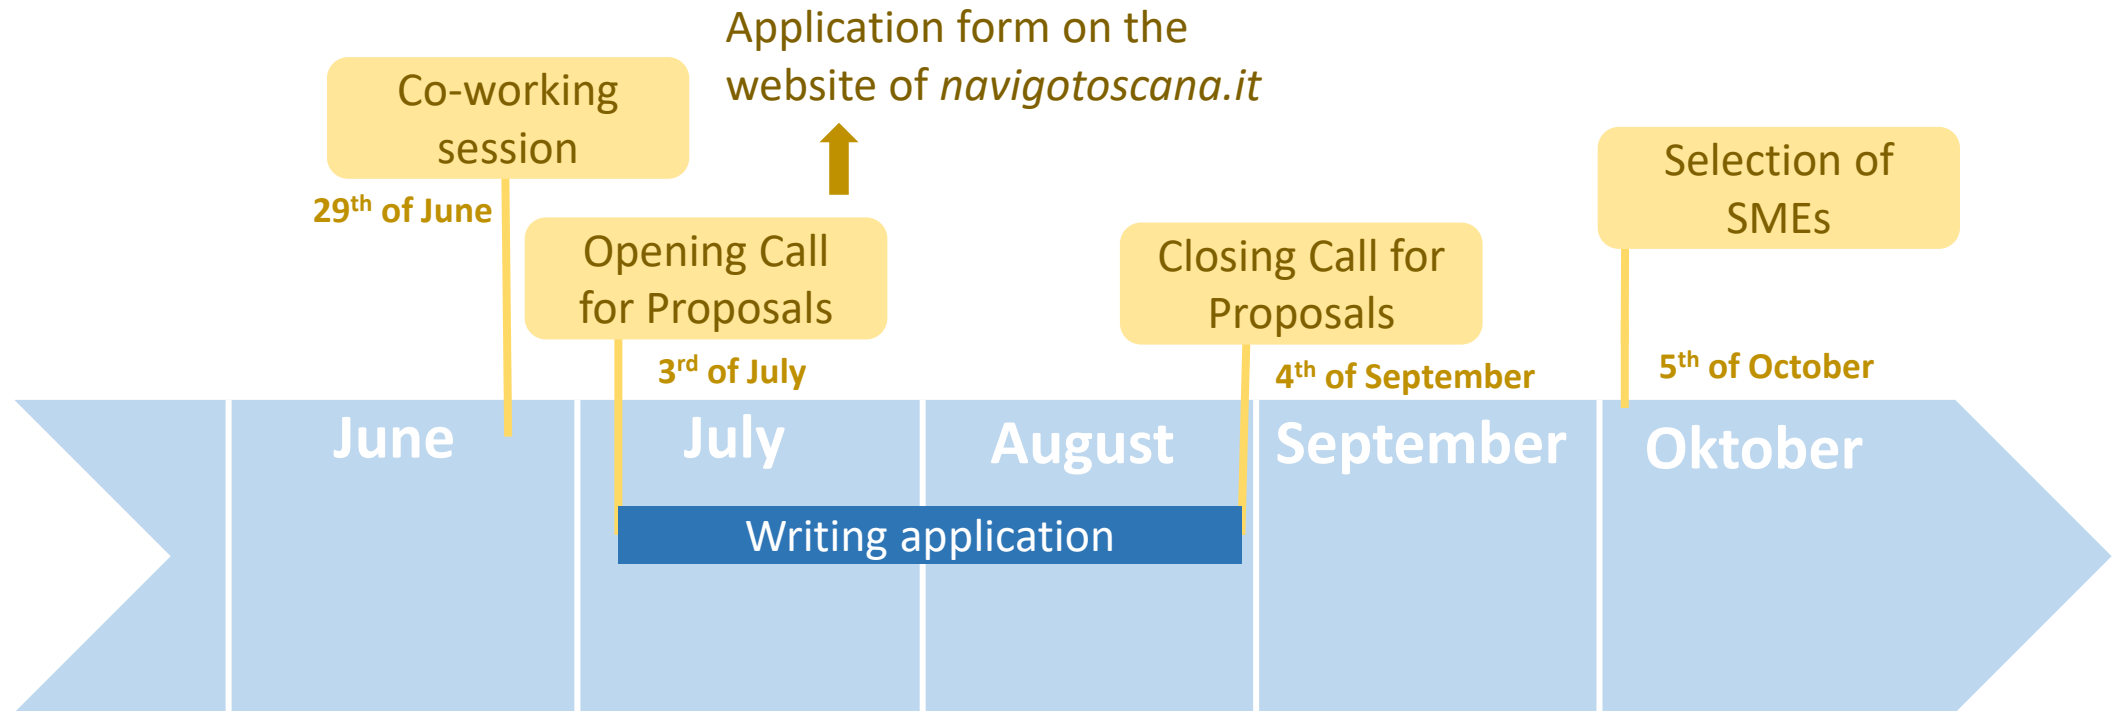 Application form on the
website of navigotoscana.it
Co-working
session
29th of June
Opening Call
for Proposals
3rd of July
Closing Call for
Proposals
4th of September
Selection of
SMEs
5th of October
June
July
August
September
Oktober
Writing application